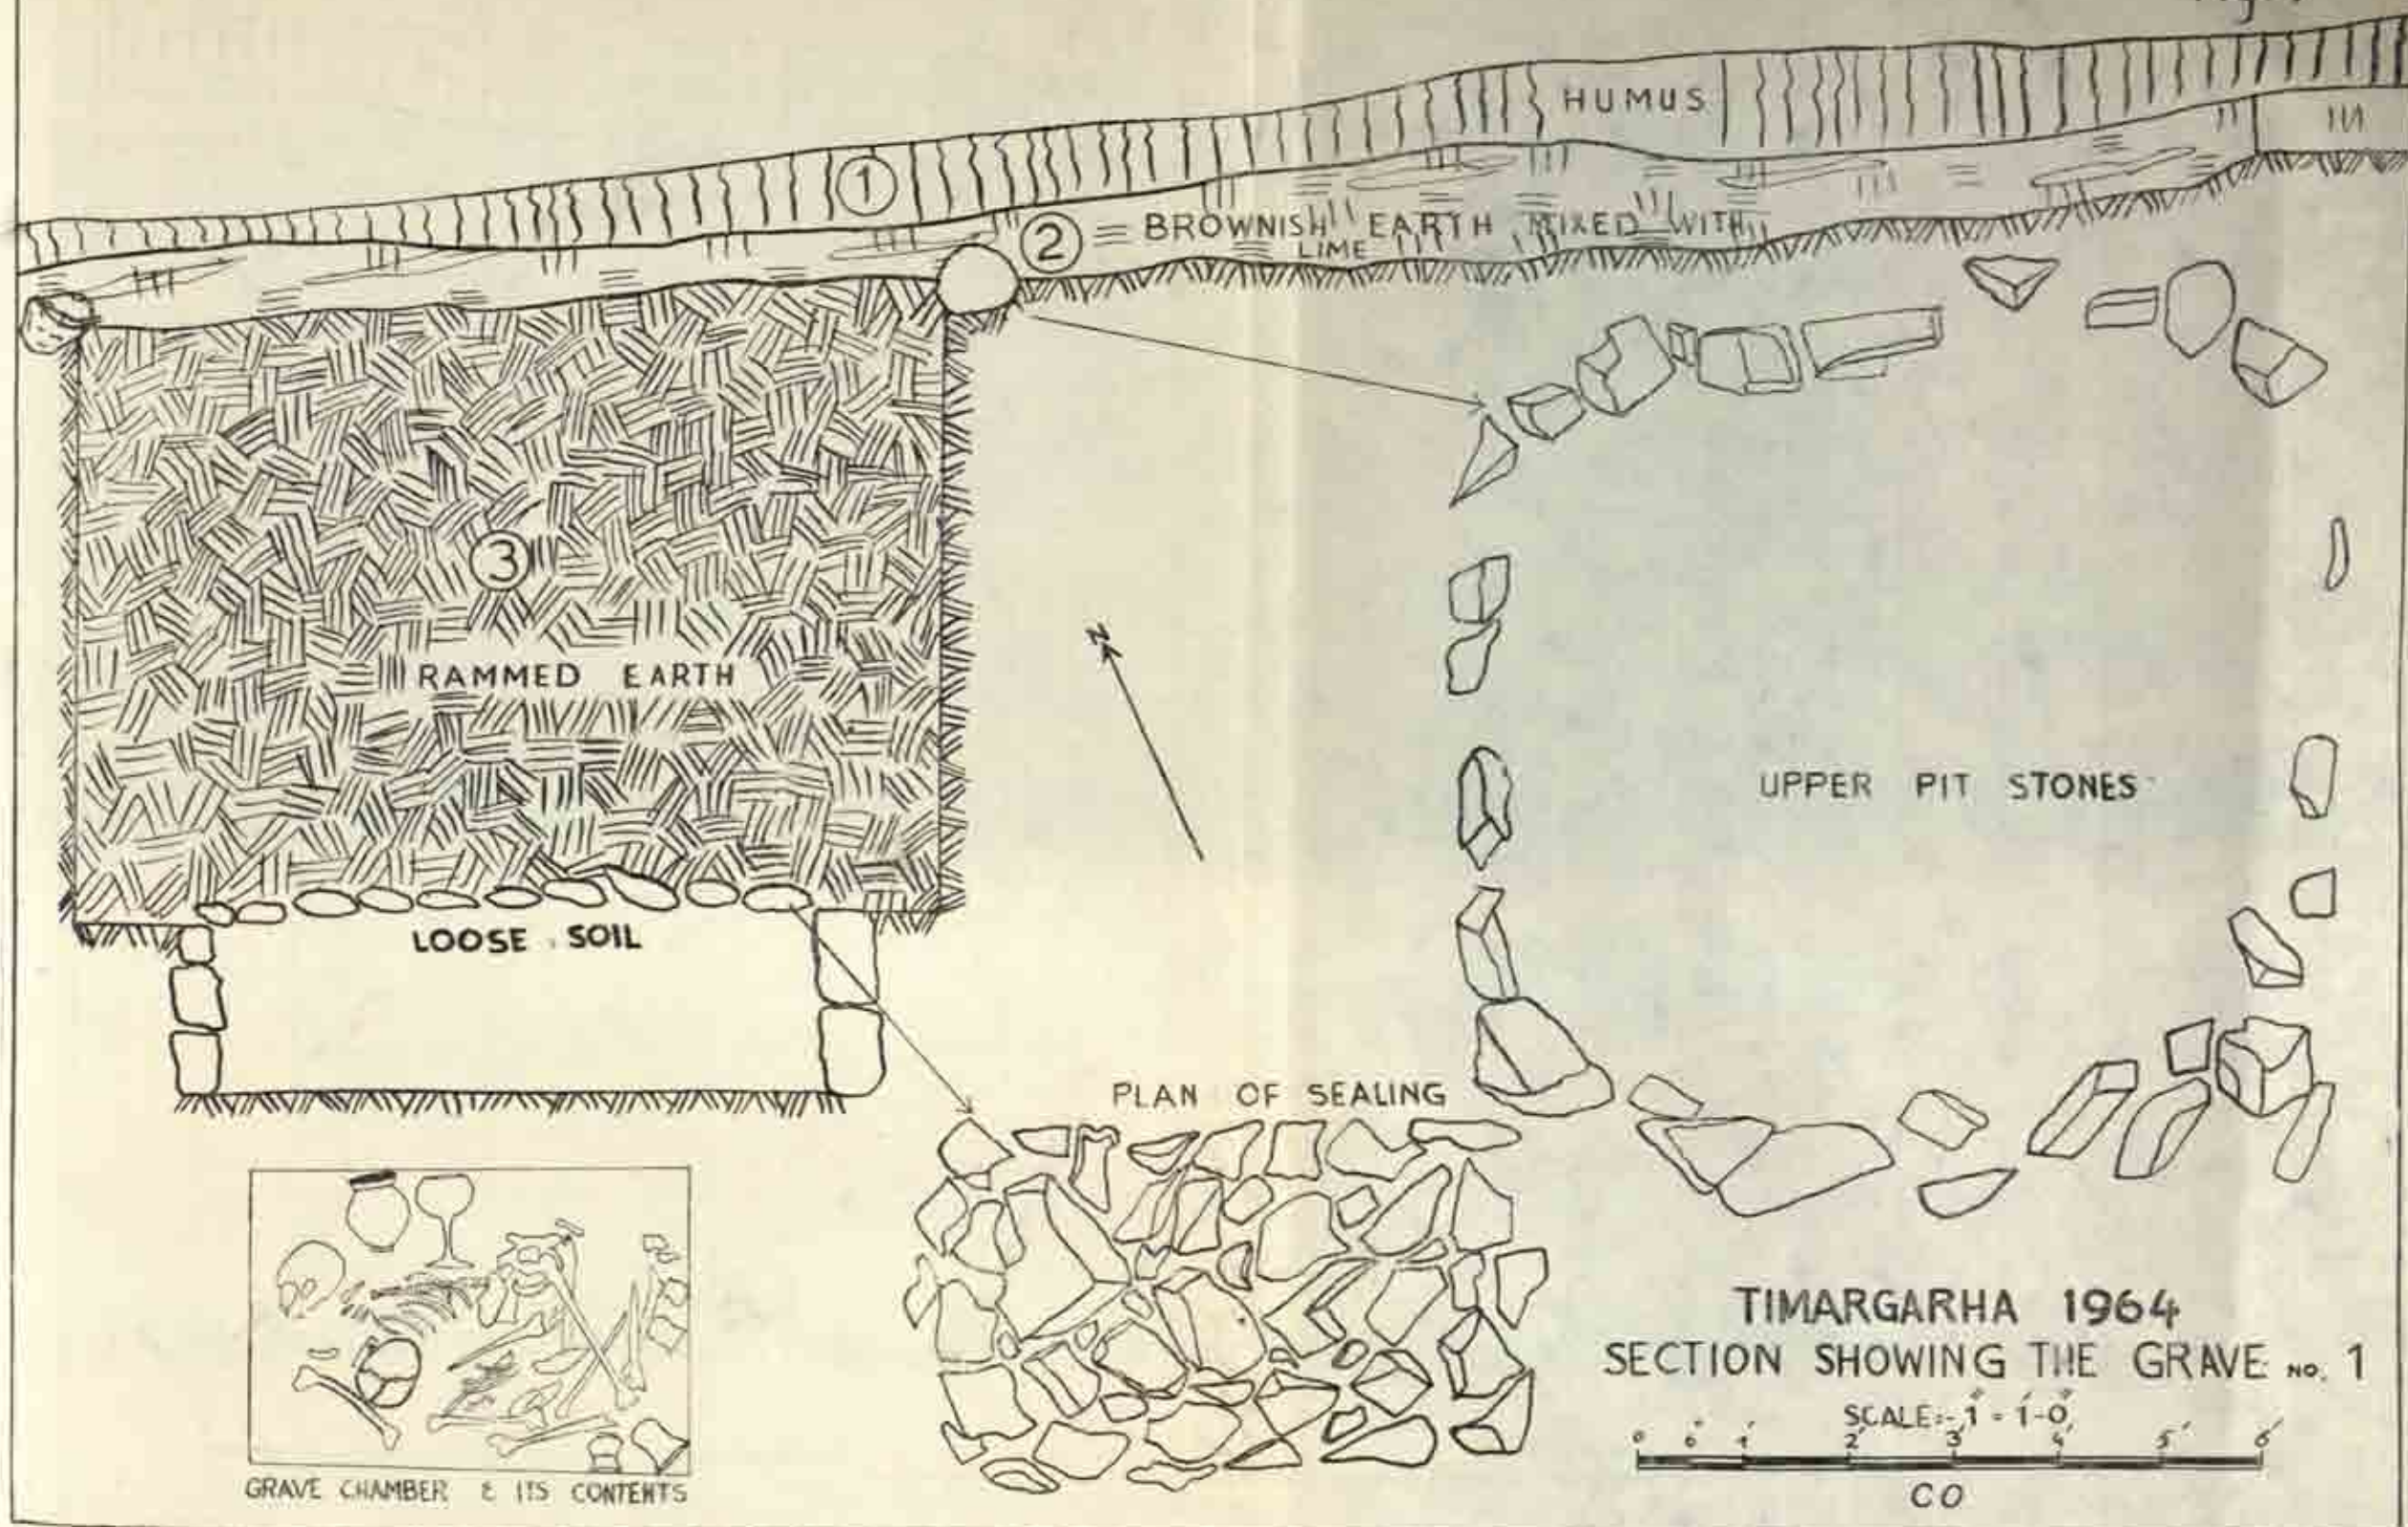 HUMUS
1
2 = BROWNISH EARTH MIXED WITH
LIME
3
RAMMED EARTH
N
UPPER PIT STONES
LOOSE SOIL
PLAN OF SEALING
TIMARGARHA 1964
SECTION SHOWING THE GRAVE NO. 1
SCALE:- 1" = 1'-0"
0 6" 1' 2' 3' 4' 5' 6'
CO
GRAVE CHAMBER & ITS CONTENTS